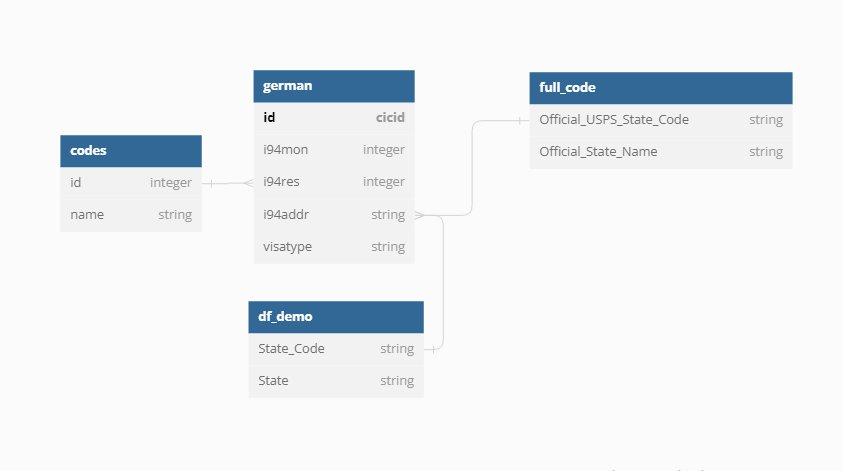 codes
id integer
name string
german
id cicid
i94mon integer
i94res integer
i94addr string
visatype string
df_demo
State_Code string
State string
full_code
Official_USPS_State_Code string
Official_State_Name string